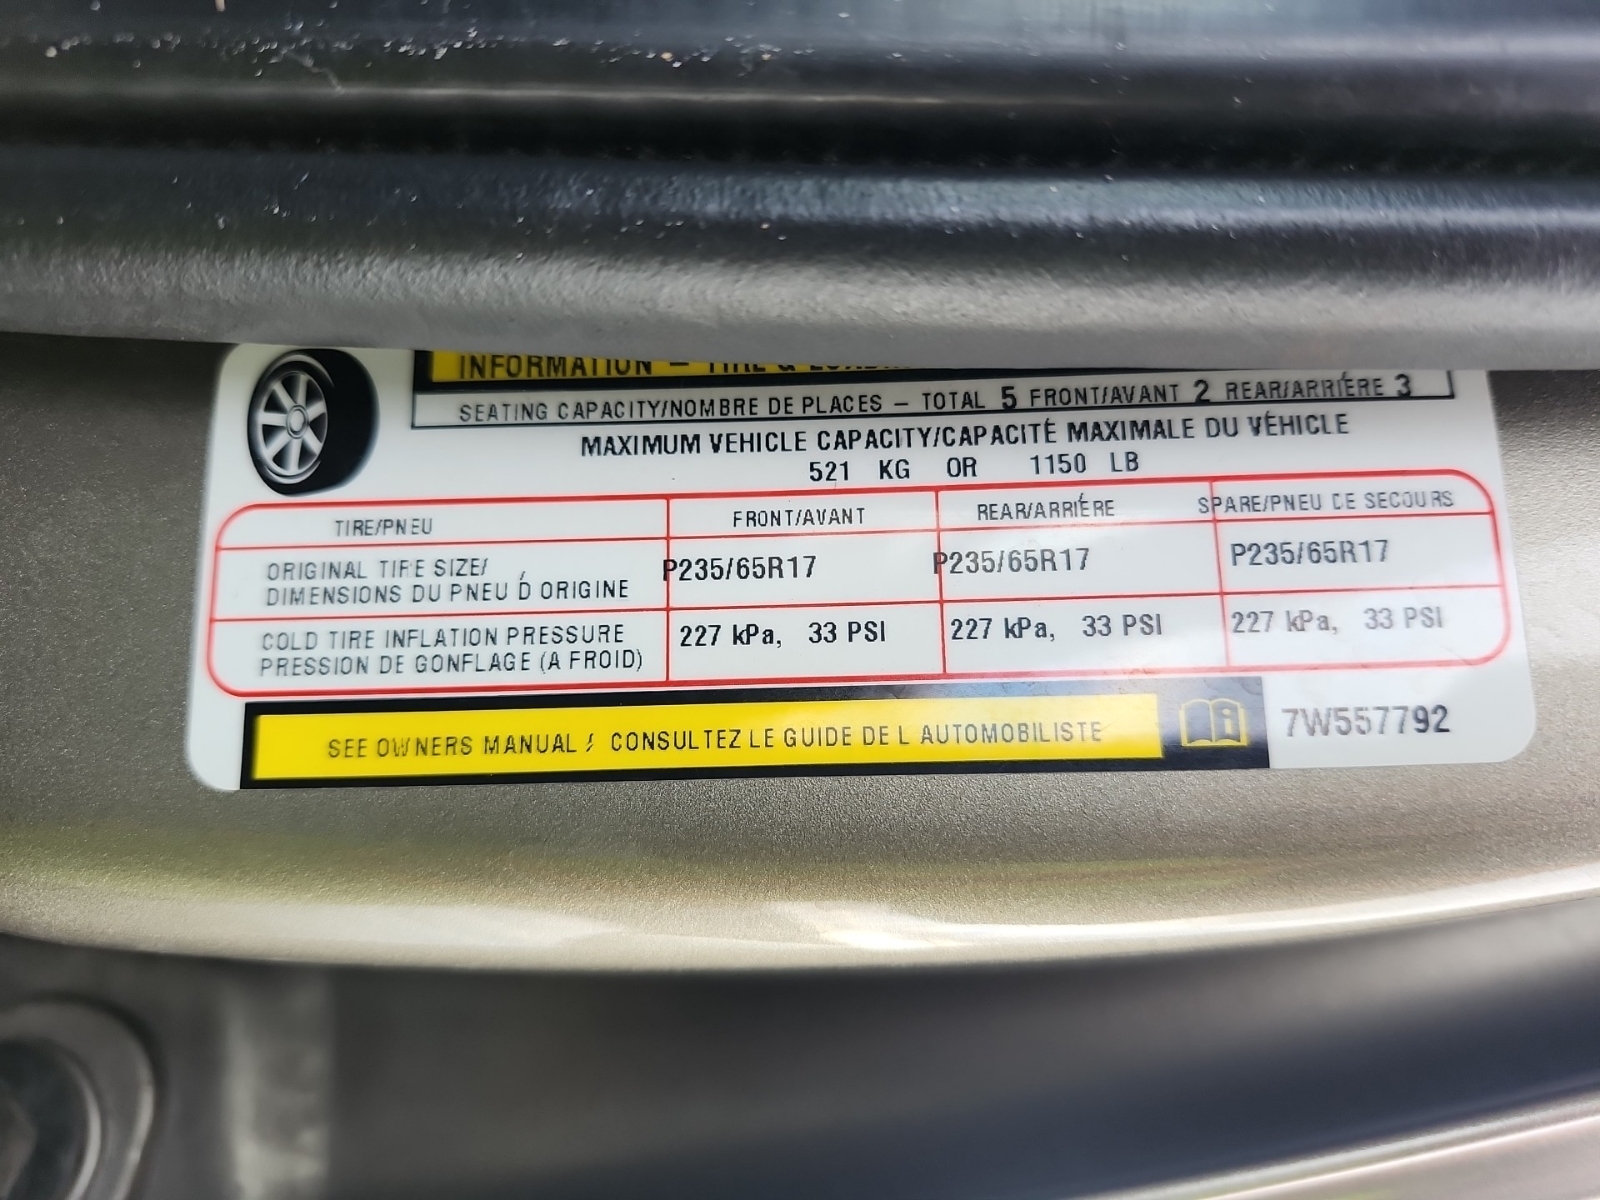 INFORMATION – TIRE & LOADING
SEATING CAPACITY/NOMBRE DE PLACES – TOTAL 5 FRONT/AVANT 2 REAR/ARRIÉRE 3
MAXIMUM VEHICLE CAPACITY/CAPACITÉ MAXIMALE DU VÉHICLE
521 KG OR 1150 LB
TIRE/PNEU FRONT/AVANT REAR/ARRIÉRE SPARE/PNEU DE SECOURS
ORIGINAL TIRE SIZE/
DIMENSIONS DU PNEU D´ORIGINE P235/65R17 P235/65R17 P235/65R17
COLD TIRE INFLATION PRESSURE
PRESSION DE GONFLAGE (A FROID) 227 kPa, 33 PSI 227 kPa, 33 PSI 227 kPa, 33 PSI
SEE OWNERS MANUAL / CONSULTEZ LE GUIDE DE L AUTOMOBILISTE 7W557792